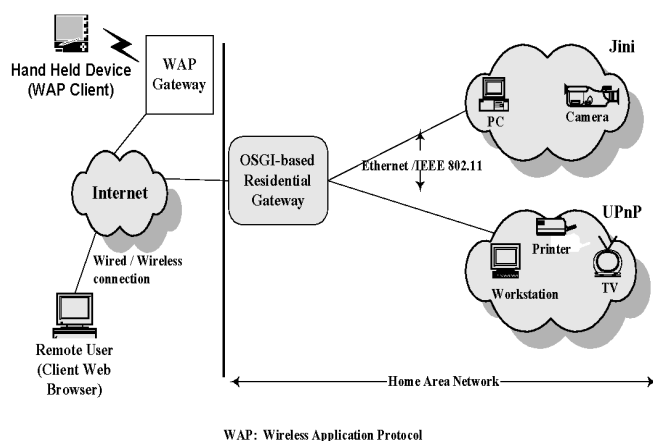 Hand Held Device
(WAP Client)
WAP
Gateway
Internet
Wired / Wireless
connection
Remote User
(Client Web
Browser)
OSGI-based
Residential
Gateway
Ethernet /IEEE 802.11
Jini
PC
Camera
UPnP
Printer
Workstation
TV
Home Area Network
WAP: Wireless Application Protocol